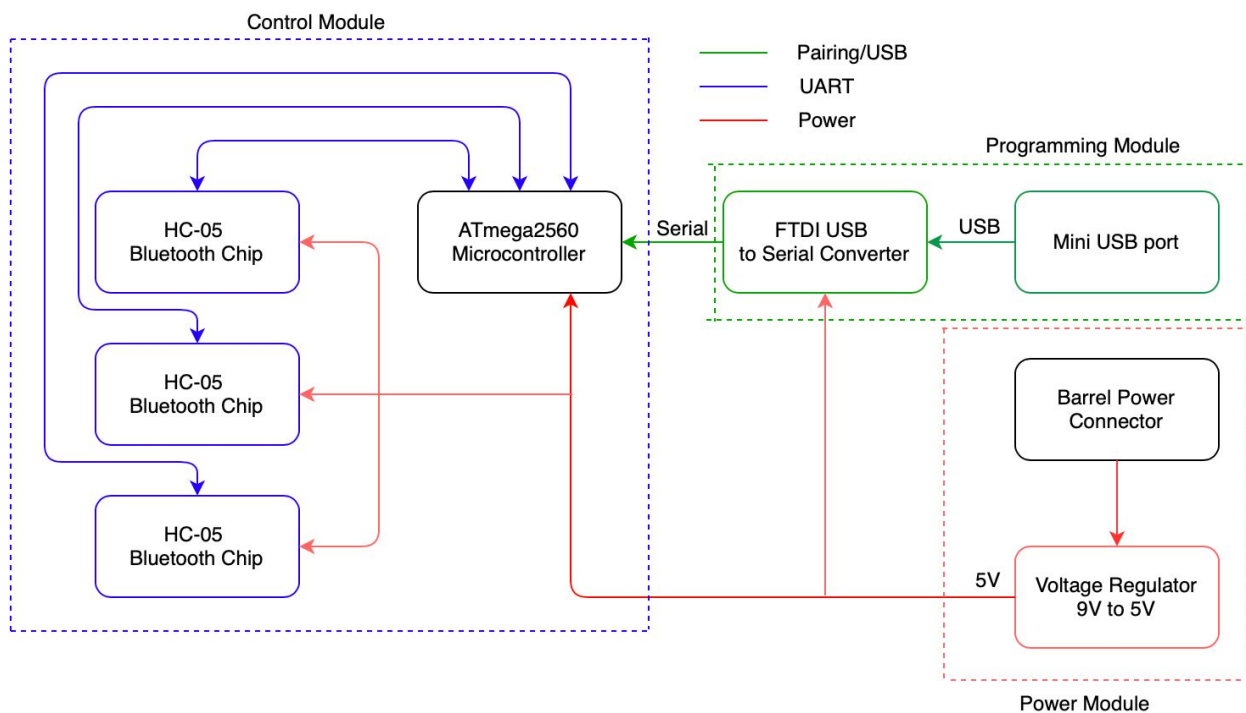 Control Module
Pairing/USB
UART
Power
Programming Module
HC-05
Bluetooth Chip
ATmega2560
Microcontroller
Serial
FTDI USB
to Serial Converter
USB
Mini USB port
HC-05
Bluetooth Chip
Barrel Power
Connector
HC-05
Bluetooth Chip
5V
Voltage Regulator
9V to 5V
Power Module